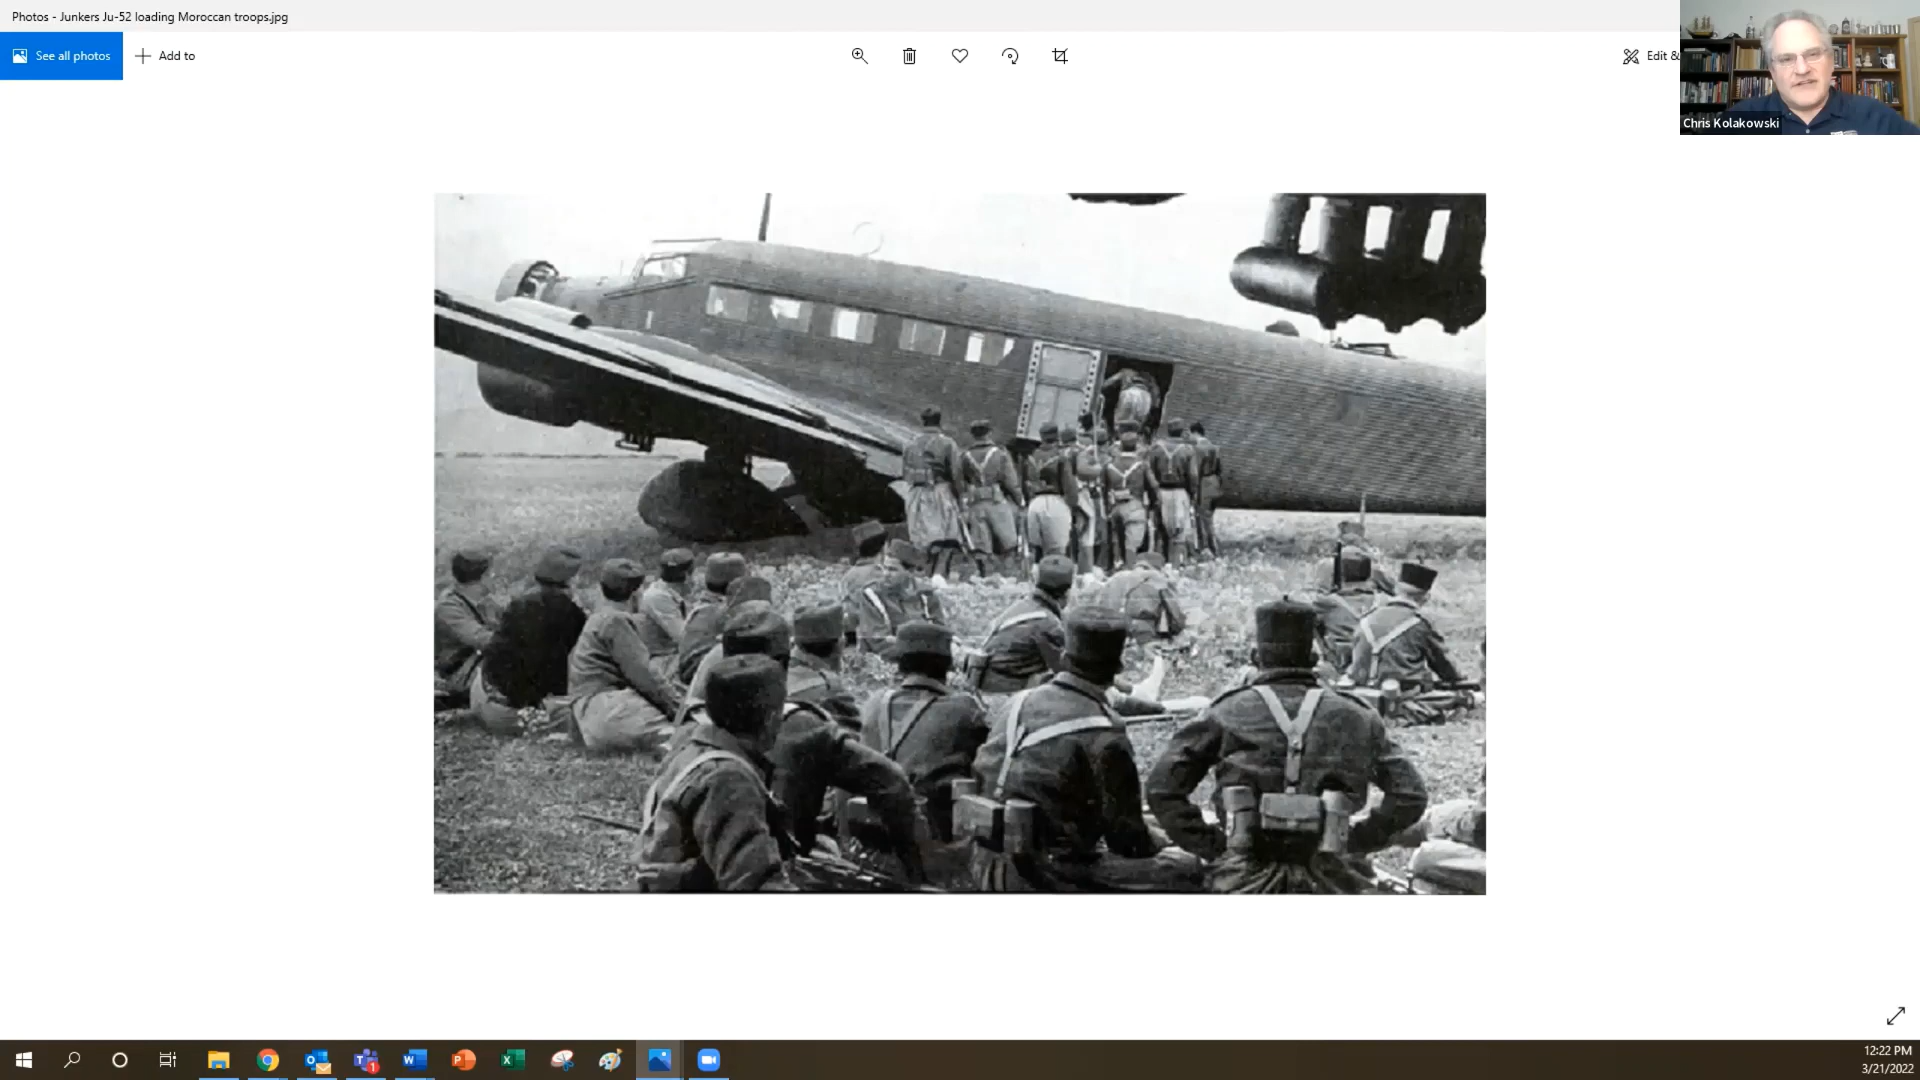 Photos - Junkers Ju-52 loading Moroccan troops.jpg
See all photos
Add to
Edit &
Chris Kolakowski
1
12:22 PM
3/21/2022